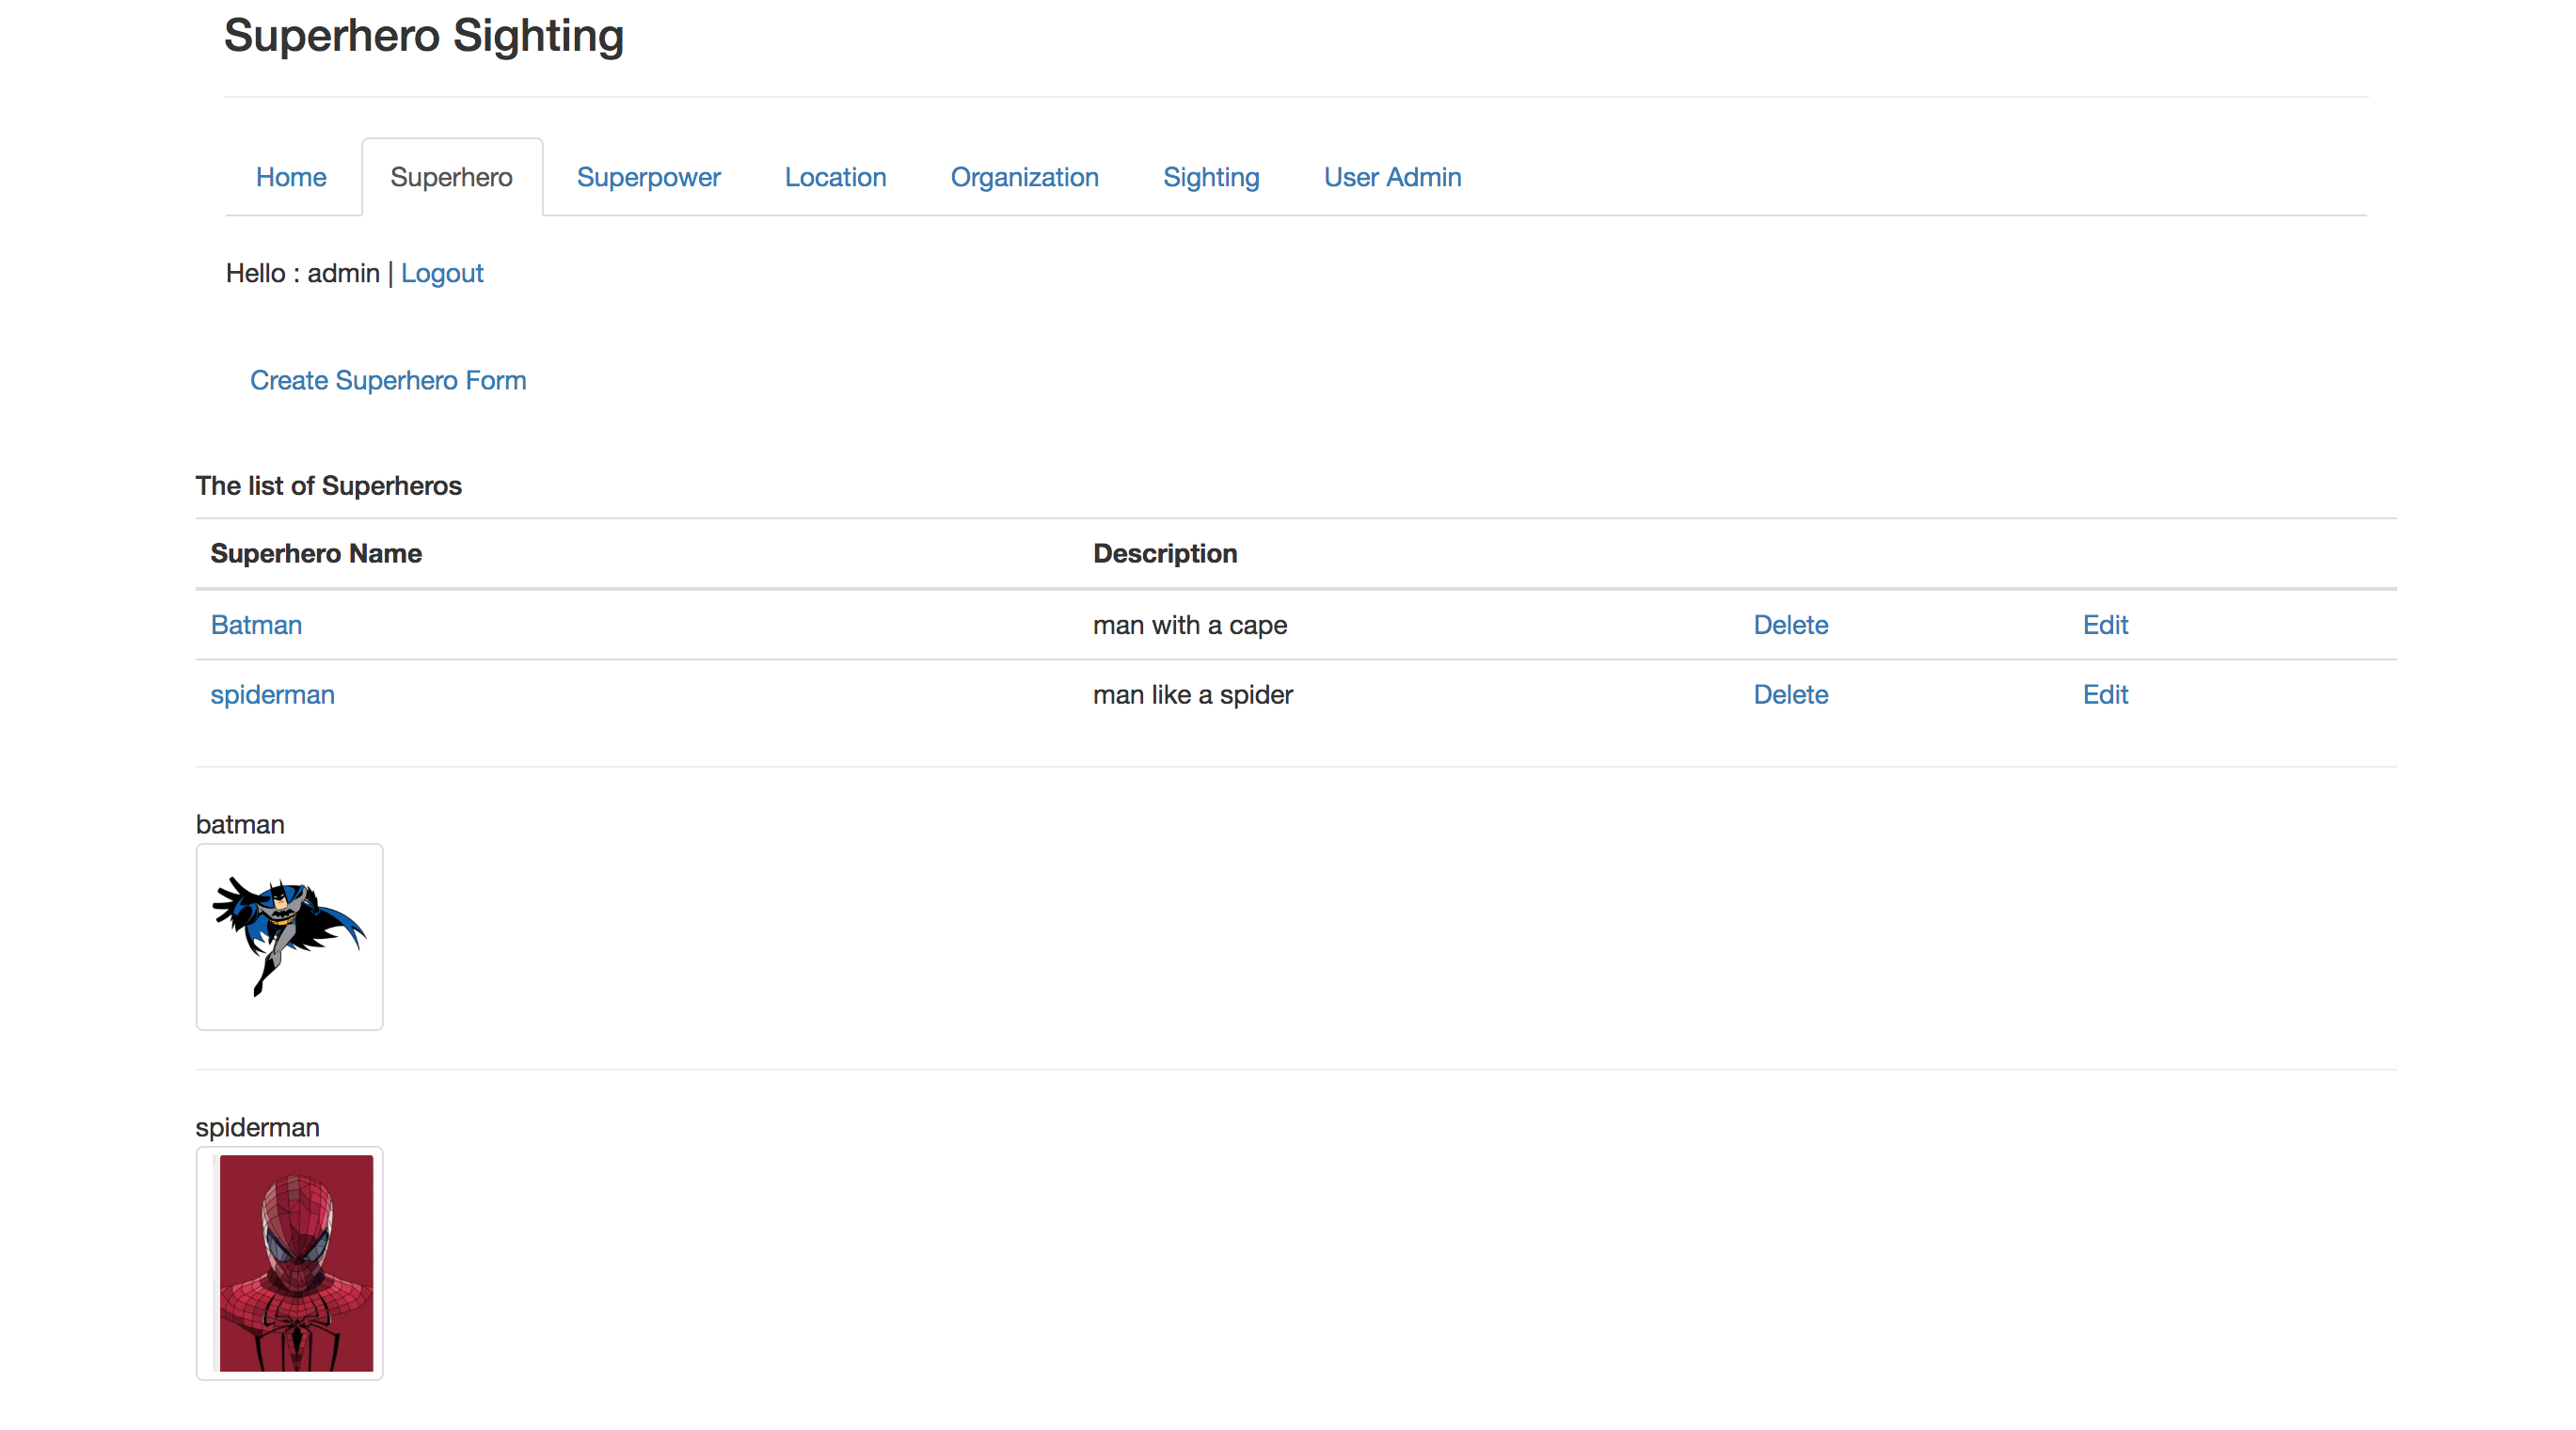 Superhero Sighting
Home Superhero Superpower Location Organization Sighting User Admin
Hello : admin | Logout
Create Superhero Form
The list of Superheros
Superhero Name Description
Batman man with a cape Delete Edit
spiderman man like a spider Delete Edit
batman
spiderman